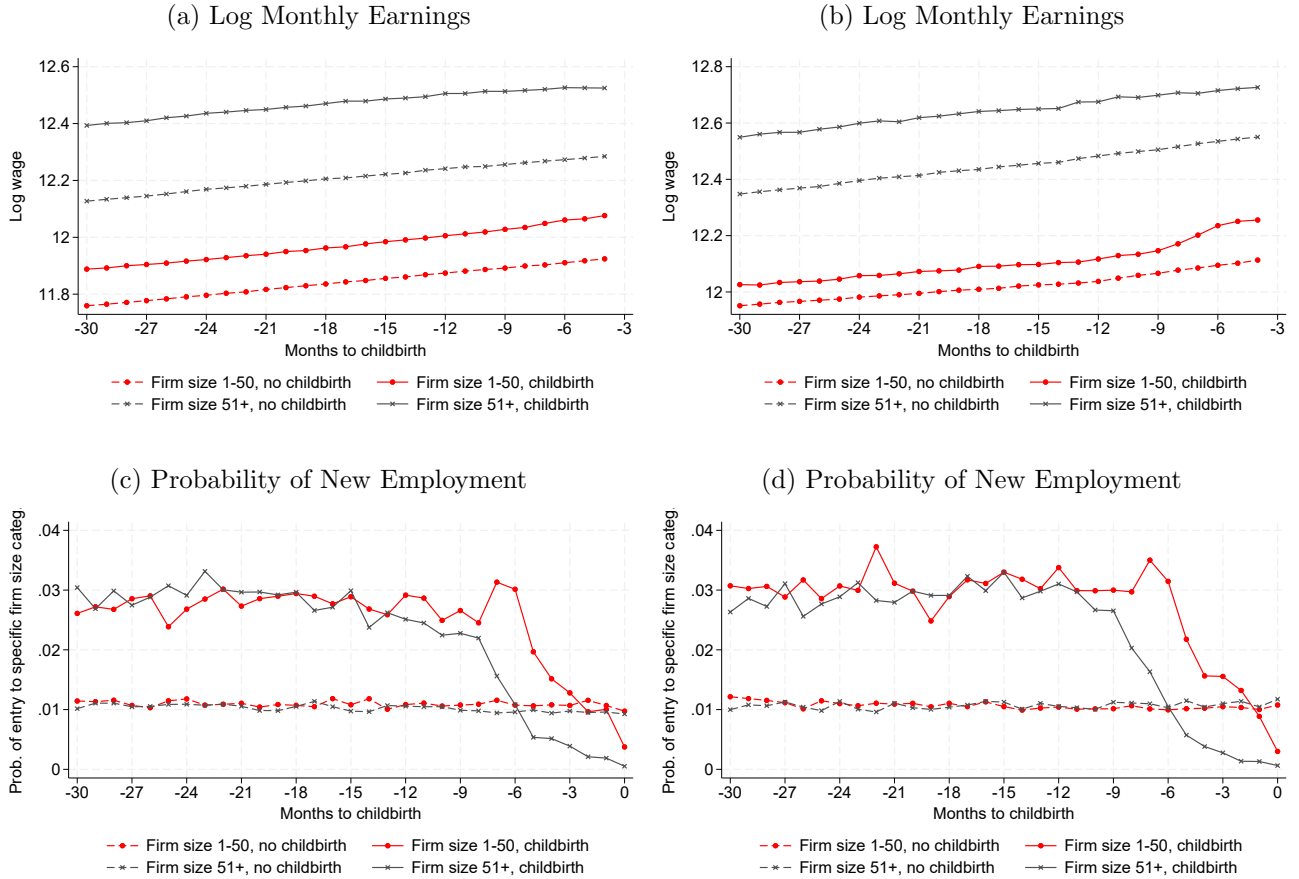 (a) Log Monthly Earnings
12.6
12.4
12.2
12
11.8
Log wage
-30 -27 -24 -21 -18 -15 -12 -9 -6 -3
Months to childbirth
Firm size 1-50, no childbirth Firm size 1-50, childbirth
Firm size 51+, no childbirth Firm size 51+, childbirth
(b) Log Monthly Earnings
12.8
12.6
12.4
12.2
12
Log wage
-30 -27 -24 -21 -18 -15 -12 -9 -6 -3
Months to childbirth
Firm size 1-50, no childbirth Firm size 1-50, childbirth
Firm size 51+, no childbirth Firm size 51+, childbirth
(c) Probability of New Employment
.04
.03
.02
.01
0
Prob. of entry to specific firm size categ.
-30 -27 -24 -21 -18 -15 -12 -9 -6 -3 0
Months to childbirth
Firm size 1-50, no childbirth Firm size 1-50, childbirth
Firm size 51+, no childbirth Firm size 51+, childbirth
(d) Probability of New Employment
.04
.03
.02
.01
0
Prob. of entry to specific firm size categ.
-30 -27 -24 -21 -18 -15 -12 -9 -6 -3 0
Months to childbirth
Firm size 1-50, no childbirth Firm size 1-50, childbirth
Firm size 51+, no childbirth Firm size 51+, childbirth